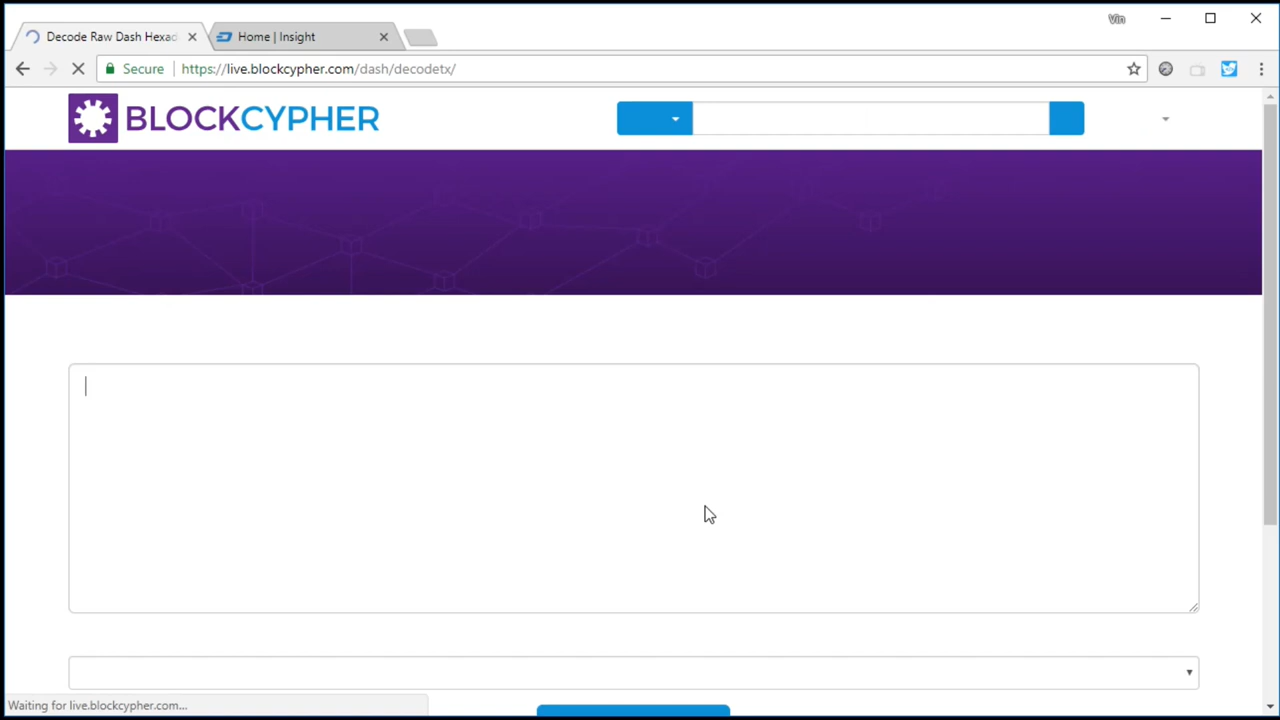 Vin
Decode Raw Dash Hexad
Home | Insight
Secure
https://live.blockcypher.com/dash/decodetx/
BLOCKCYPHER
Waiting for live.blockcypher.com...